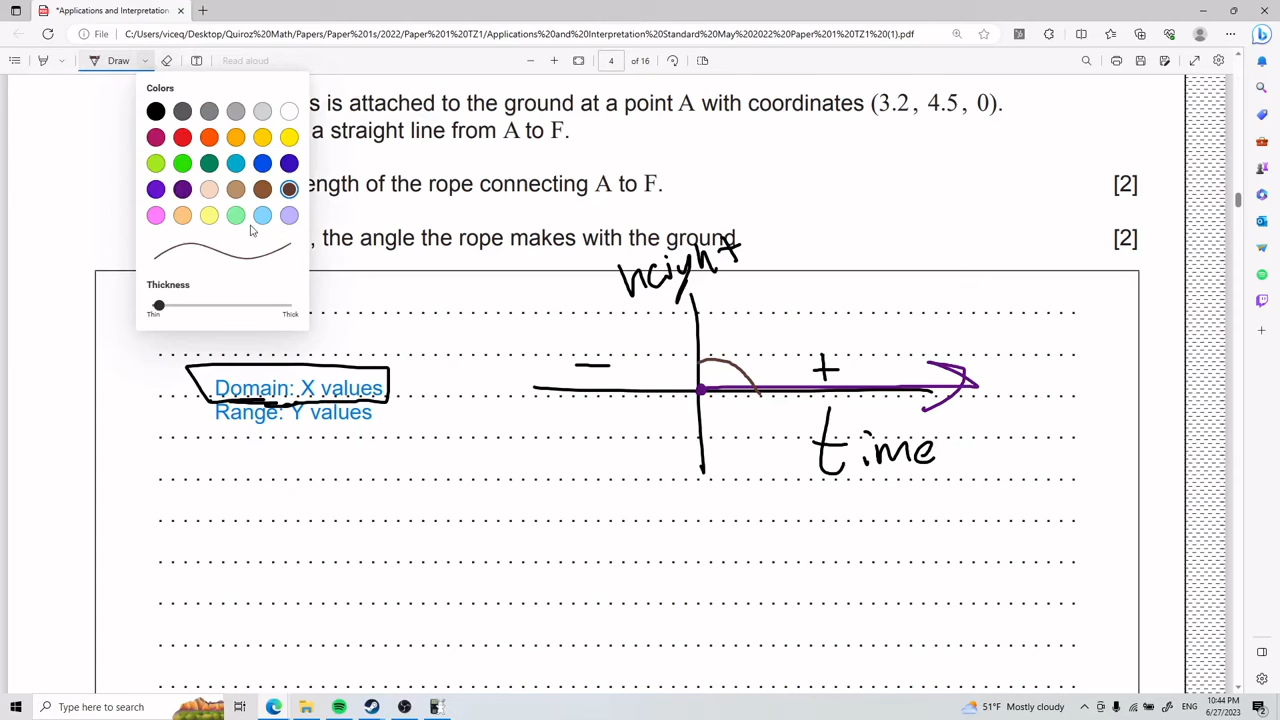 *Applications and Interpretation
C:/Users/viceq/Desktop/Quiroz%20Math/Papers/Paper%201s/2022/Paper%201%20TZ1/Applications%20and%20Interpretation%20Standard%20May%202022%20Paper%201%20TZ1%20(1).pdf
Draw
Read aloud
4
of 16
Colors
s is attached to the ground at a point A with coordinates (3.2, 4.5, 0).
a straight line from A to F.
ength of the rope connecting A to F.
[2]
, the angle the rope makes with the ground.
[2]
Thickness
Thin
Thick
height
−
+
Domain: X values
Range: Y values
time
Type here to search
51°F Mostly cloudy
ENG
10:44 PM
6/27/2023
2